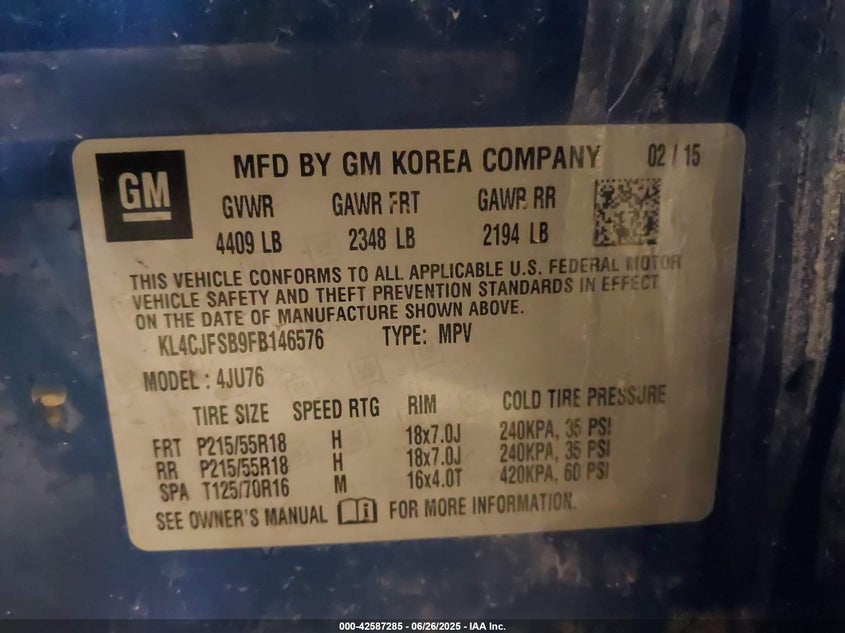 GM
MFD BY GM KOREA COMPANY 02 / 15
GVWR GAWR FRT GAWR RR
4409 LB 2348 LB 2194 LB
THIS VEHICLE CONFORMS TO ALL APPLICABLE U.S. FEDERAL MOTOR
VEHICLE SAFETY AND THEFT PREVENTION STANDARDS IN EFFECT
ON THE DATE OF MANUFACTURE SHOWN ABOVE.
KL4CJFSB9FB146576 TYPE: MPV
MODEL : 4JU76
TIRE SIZE SPEED RTG RIM COLD TIRE PRESSURE
FRT P215/55R18 H 18x7.0J 240KPA, 35 PSI
RR P215/55R18 H 18x7.0J 240KPA, 35 PSI
SPA T125/70R16 M 16x4.0T 420KPA, 60 PSI
SEE OWNER'S MANUAL i FOR MORE INFORMATION.
000-42587285 - 06/26/2025 - IAA Inc.